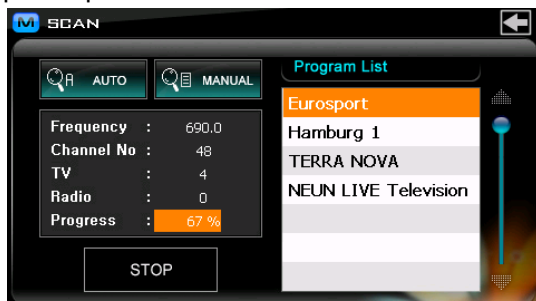 M SCAN
AUTO
MANUAL
Frequency : 690.0
Channel No : 48
TV : 4
Radio : 0
Progress : 67 %
STOP
Program List
Eurosport
Hamburg 1
TERRA NOVA
NEUN LIVE Television